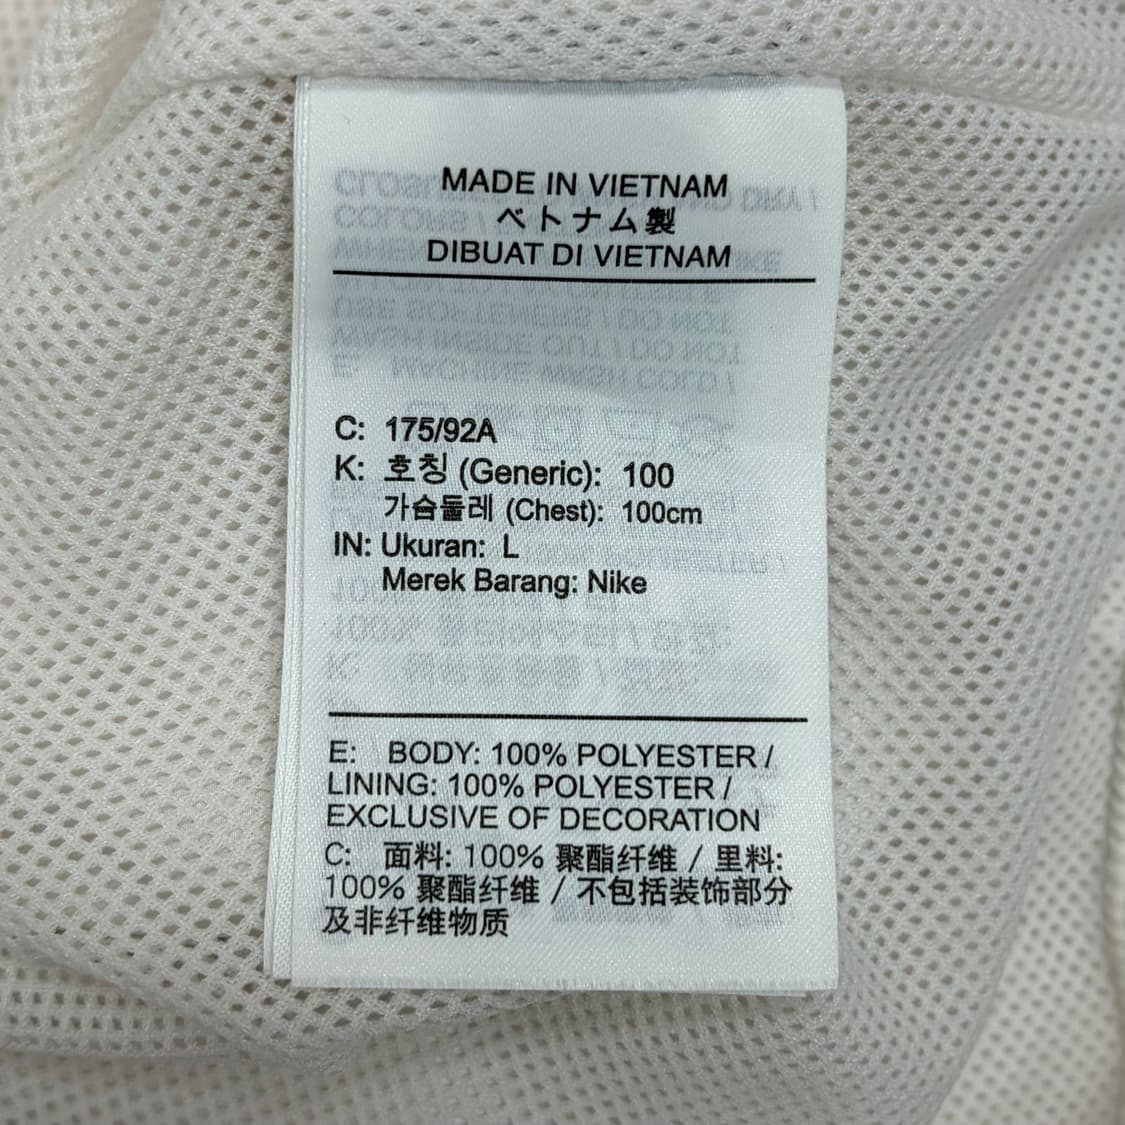 MADE IN VIETNAM
ベトナム製
DIBUAT DI VIETNAM
C: 175/92A
K: 호칭 (Generic): 100
가슴둘레 (Chest): 100cm
IN: Ukuran: L
Merek Barang: Nike
E: BODY: 100% POLYESTER /
LINING: 100% POLYESTER /
EXCLUSIVE OF DECORATION
C: 面料: 100% 聚酯纤维 / 里料:
100% 聚酯纤维 / 不包括装饰部分
及非纤维物质